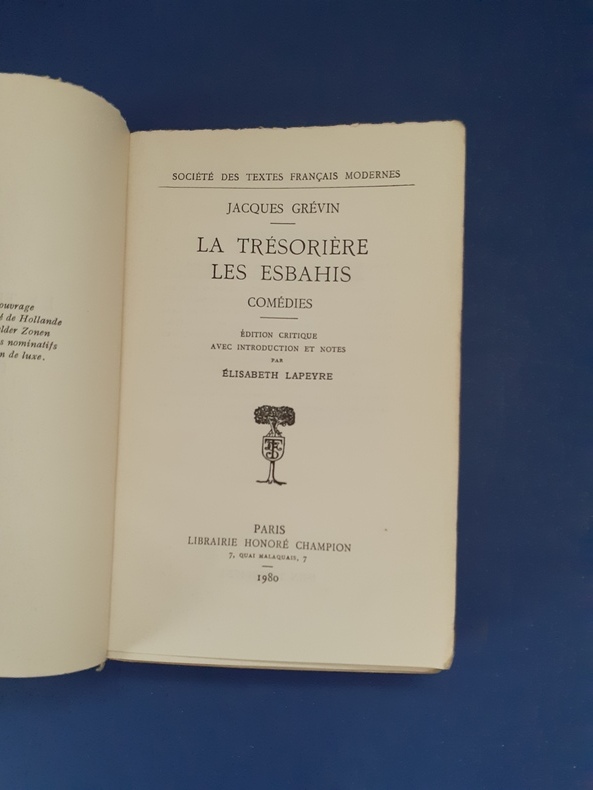 ouvrage
de Hollande
lder Zonen
s nominatifs
n de luxe.
SOCIÉTÉ DES TEXTES FRANÇAIS MODERNES
JACQUES GRÉVIN
LA TRÉSORIÈRE
LES ESBAHIS
COMÉDIES
ÉDITION CRITIQUE
AVEC INTRODUCTION ET NOTES
PAR
ÉLISABETH LAPEYRE
PARIS
LIBRAIRIE HONORÉ CHAMPION
7, QUAI MALAQUAIS, 7
1980